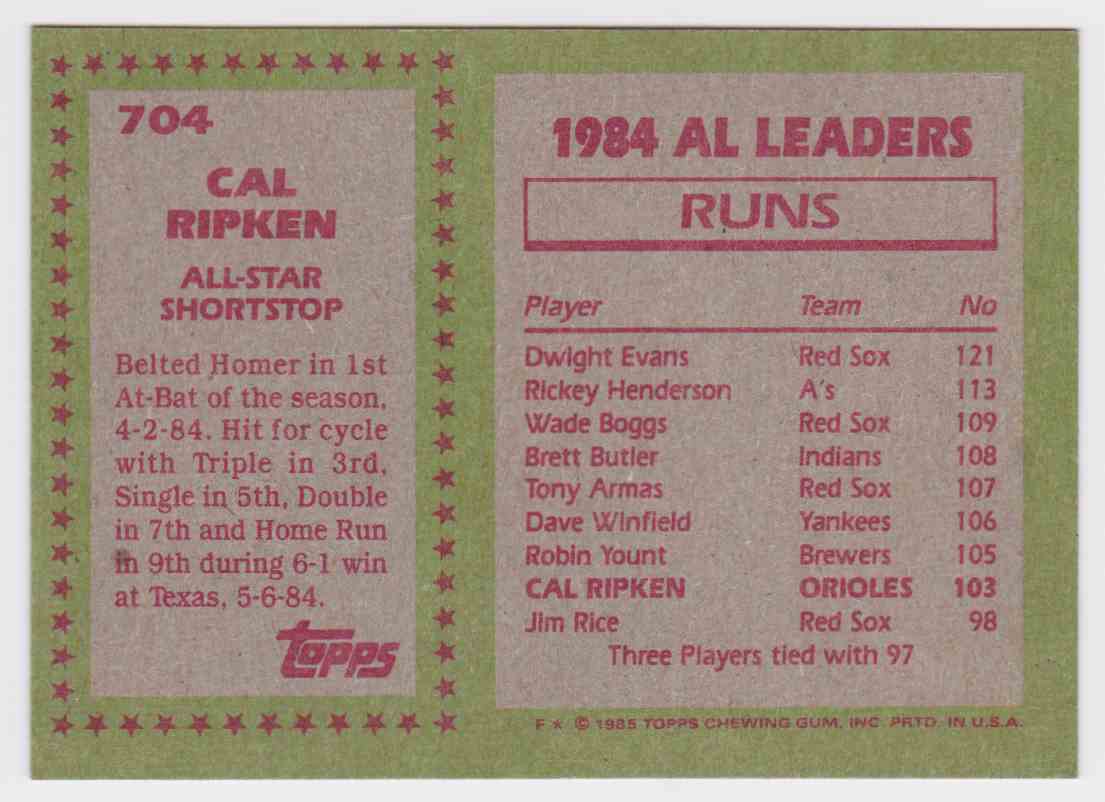 704
CAL
RIPKEN
ALL-STAR
SHORTSTOP
Belted Homer in 1st
At-Bat of the season,
4-2-84. Hit for cycle
with Triple in 3rd,
Single in 5th, Double
in 7th and Home Run
in 9th during 6-1 win
at Texas, 5-6-84.
topps
1984 AL LEADERS
RUNS
Player Team No
Dwight Evans Red Sox 121
Rickey Henderson A's 113
Wade Boggs Red Sox 109
Brett Butler Indians 108
Tony Armas Red Sox 107
Dave Winfield Yankees 106
Robin Yount Brewers 105
CAL RIPKEN ORIOLES 103
Jim Rice Red Sox 98
Three Players tied with 97
F ★ © 1985 TOPPS CHEWING GUM, INC. PRTD. IN U.S.A.